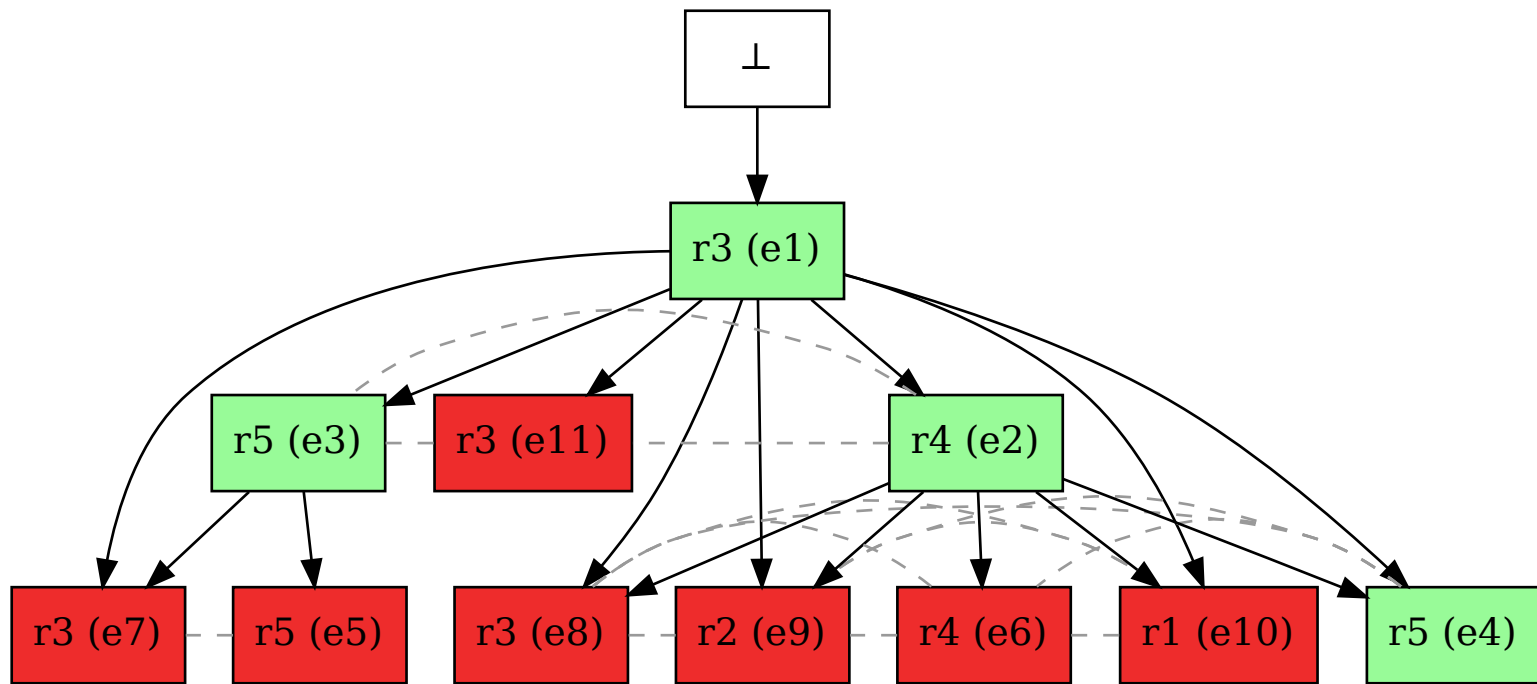 ⊥
r3 (e1)
r5 (e3)
r3 (e11)
r4 (e2)
r3 (e7)
r5 (e5)
r3 (e8)
r2 (e9)
r4 (e6)
r1 (e10)
r5 (e4)